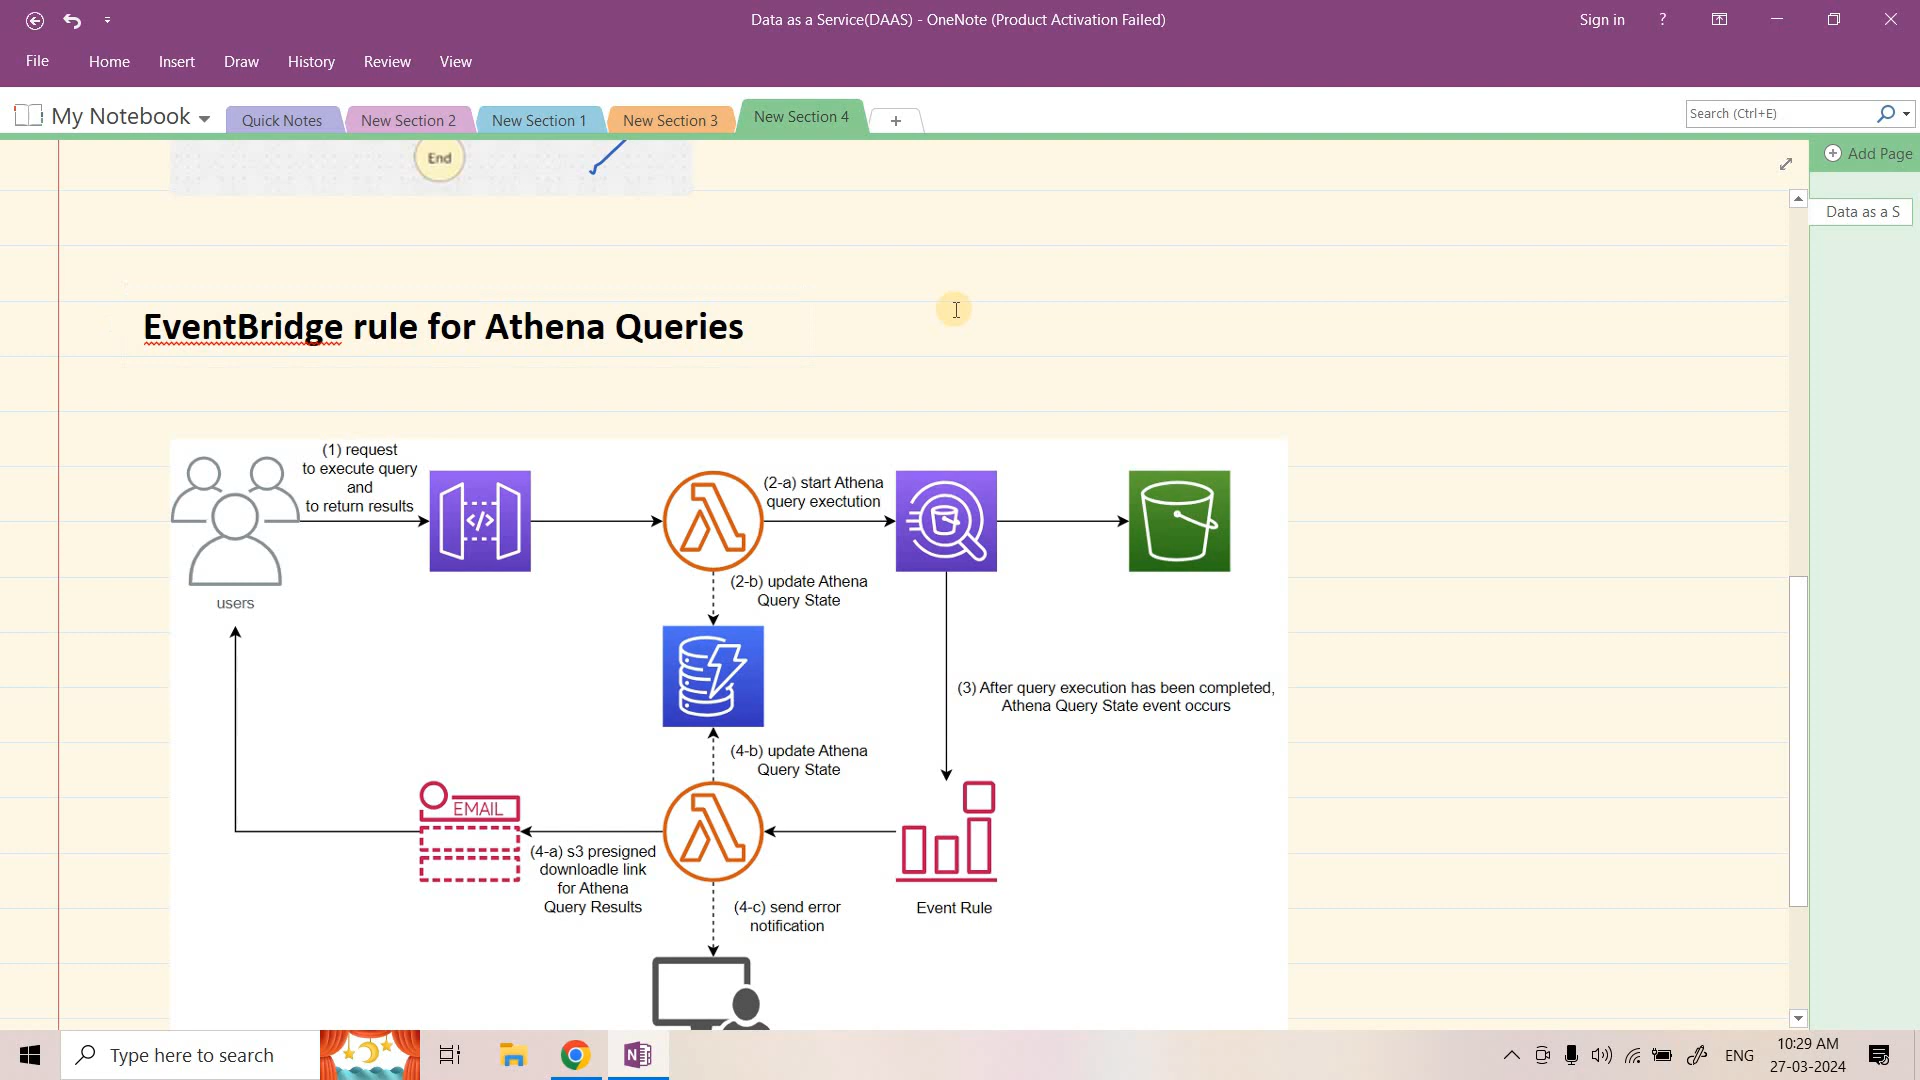 Data as a Service(DAAS) - OneNote (Product Activation Failed)
Sign in
?
File
Home
Insert
Draw
History
Review
View
My Notebook
Quick Notes
New Section 2
New Section 1
New Section 3
New Section 4
+
Search (Ctrl+E)
Add Page
Data as a S
End
EventBridge rule for Athena Queries
(1) request
to execute query
and
to return results
(2-a) start Athena
query exectution
users
(2-b) update Athena
Query State
(3) After query execution has been completed,
Athena Query State event occurs
(4-b) update Athena
Query State
EMAIL
(4-a) s3 presigned
downloadle link
for Athena
Query Results
(4-c) send error
notification
Event Rule
Type here to search
ENG
10:29 AM
27-03-2024